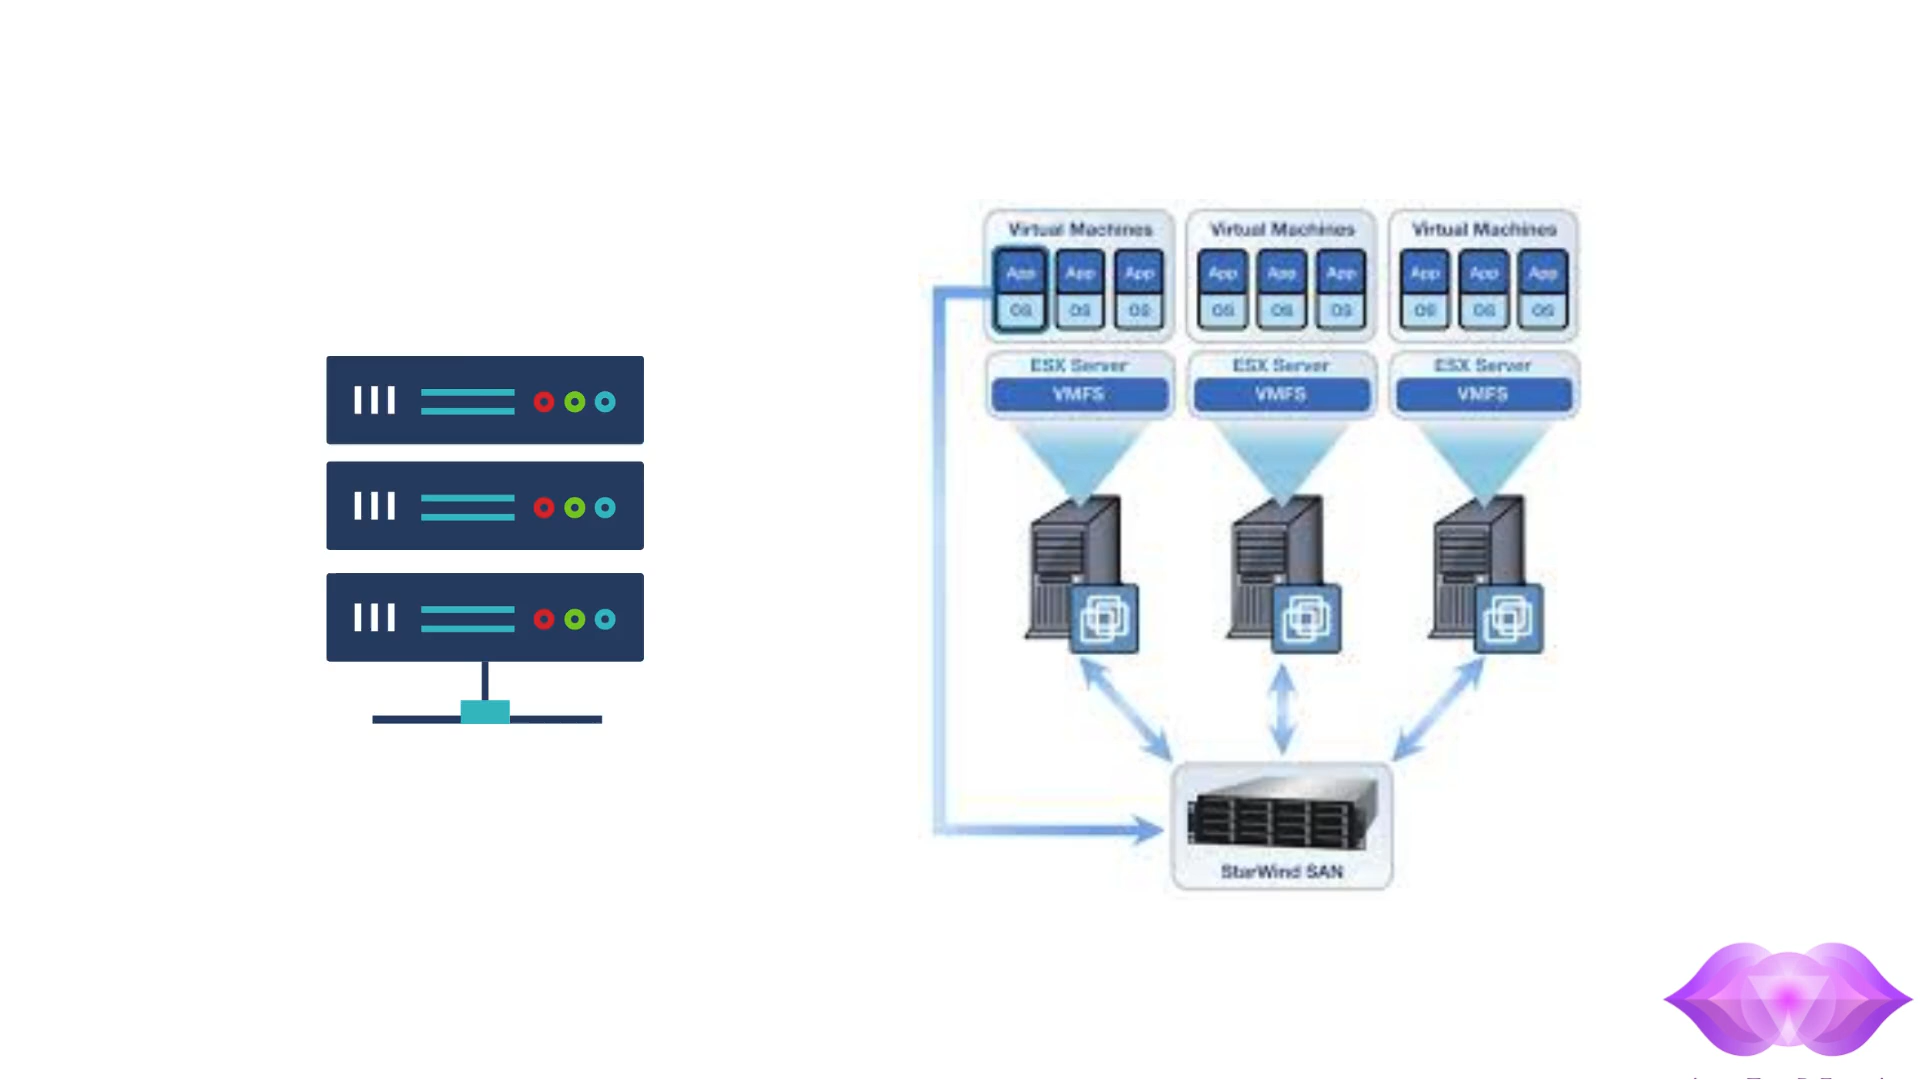 Virtual Machines Virtual Machines Virtual Machines
App App App App App App App App App
OS OS OS OS OS OS OS OS OS
ESX Server ESX Server ESX Server
VMFS VMFS VMFS
StarWind SAN